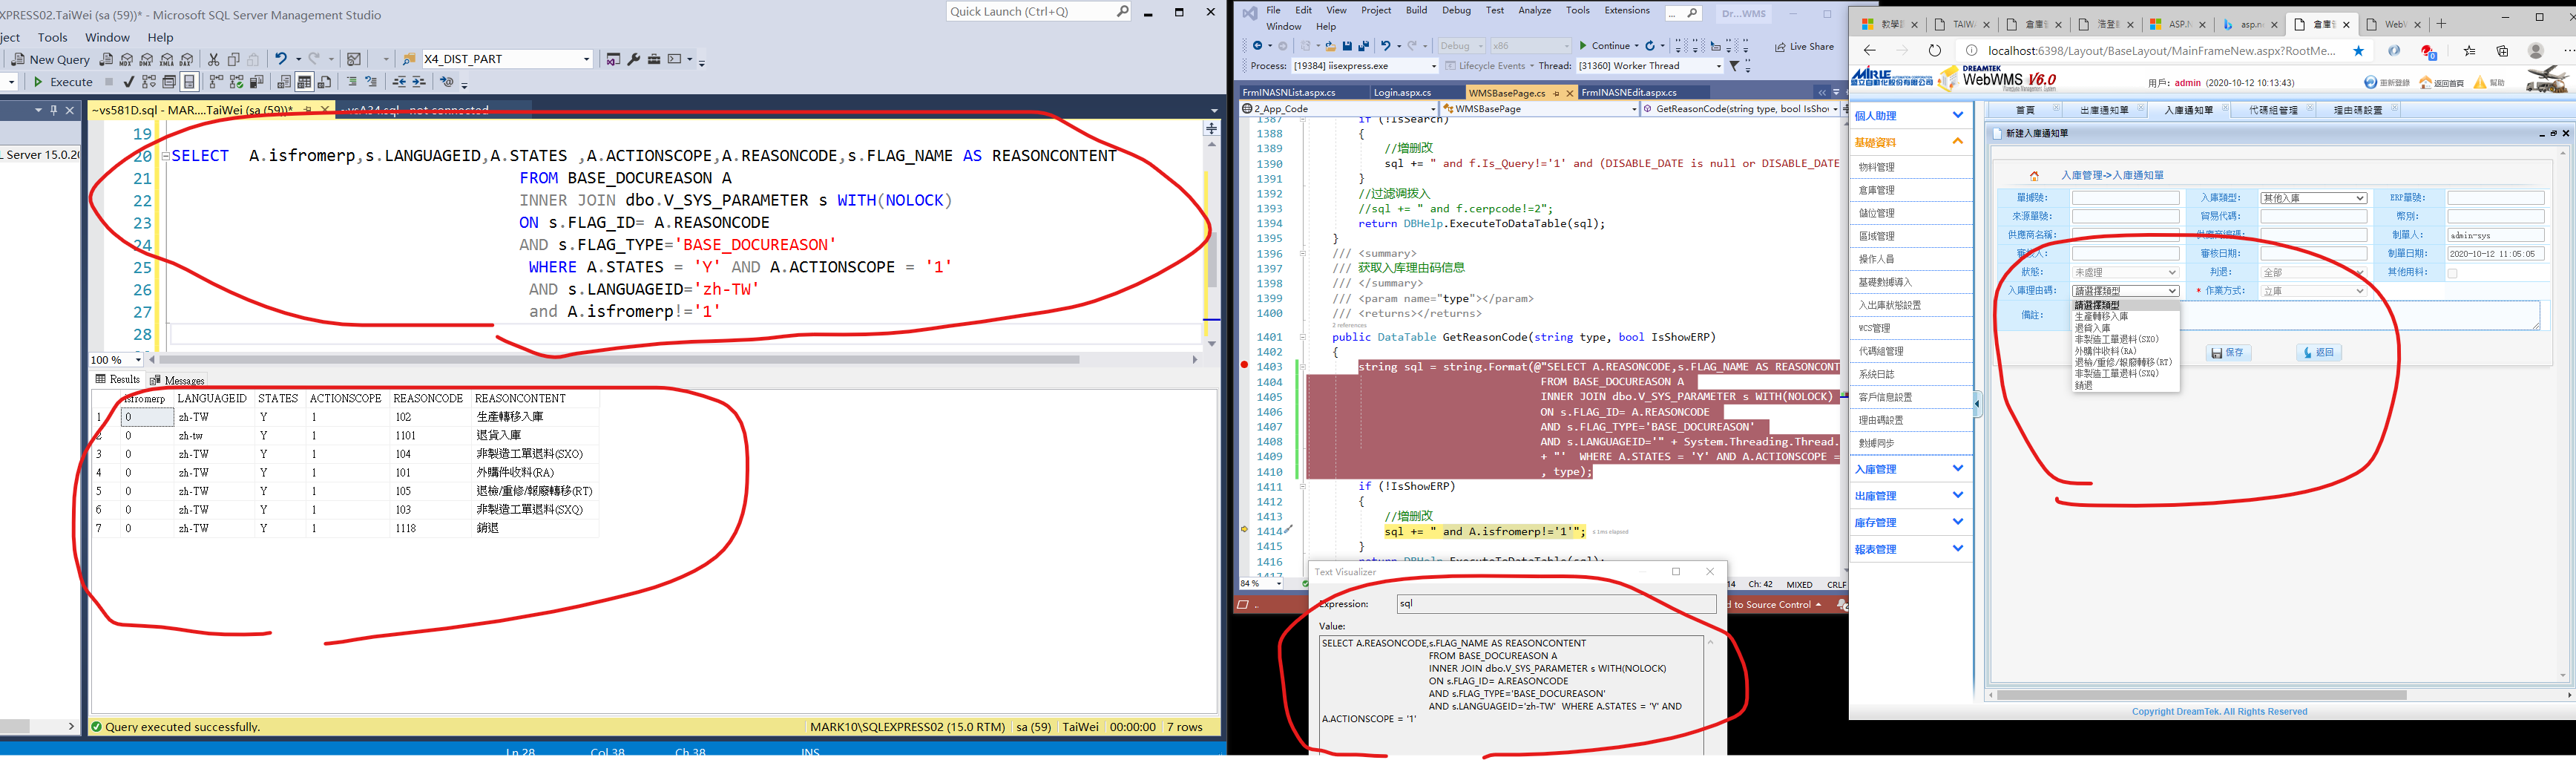 XPRESS02.TaiWei (sa (59))* - Microsoft SQL Server Management Studio
Quick Launch (Ctrl+Q)
ject Tools Window Help
New Query
X4_DIST_PART
Execute
L Server 15.0.20
~vs581D.sql - MAR....TaiWei (sa (59))*
~vsA34.sql - not connected
19
20 SELECT A.isfromerp,s.LANGUAGEID,A.STATES ,A.ACTIONSCOPE,A.REASONCODE,s.FLAG_NAME AS REASONCONTENT
21 FROM BASE_DOCUREASON A
22 INNER JOIN dbo.V_SYS_PARAMETER s WITH(NOLOCK)
23 ON s.FLAG_ID= A.REASONCODE
24 AND s.FLAG_TYPE='BASE_DOCUREASON'
25 WHERE A.STATES = 'Y' AND A.ACTIONSCOPE = '1'
26 AND s.LANGUAGEID='zh-TW'
27 and A.isfromerp!='1'
28
100 %
Results Messages
isfromerp LANGUAGEID STATES ACTIONSCOPE REASONCODE REASONCONTENT
1 0 zh-TW Y 1 102 生產轉移入庫
2 0 zh-tw Y 1 1101 退貨入庫
3 0 zh-TW Y 1 104 非製造工單退料(SXO)
4 0 zh-TW Y 1 101 外購件收料(RA)
5 0 zh-TW Y 1 105 退檢/重修/報廢轉移(RT)
6 0 zh-TW Y 1 103 非製造工單退料(SXQ)
7 0 zh-TW Y 1 1118 銷退
Query executed successfully.
MARK10\SQLEXPRESS02 (15.0 RTM) sa (59) TaiWei 00:00:00 7 rows
Ln 28 Col 38 Ch 38 INS
File Edit View Project Build Debug Test Analyze Tools Extensions
Window Help
Dr...WMS
Debug x86 Continue Live Share
Process: [19384] iisexpress.exe Lifecycle Events Thread: [31360] Worker Thread
FrmINASNList.aspx.cs Login.aspx.cs WMSBasePage.cs FrmINASNEdit.aspx.cs
2_App_Code WMSBasePage GetReasonCode(string type, bool IsShow
1387 if (!IsSearch)
1388 {
1389 //增删改
1390 sql += " and f.Is_Query!='1' and (DISABLE_DATE is null or DISABLE_DATE
1391 }
1392 //过滤调拨入
1393 //sql += " and f.cerpcode!=2";
1394 return DBHelp.ExecuteToDataTable(sql);
1395 }
1396 /// <summary>
1397 /// 获取入库理由码信息
1398 /// </summary>
1399 /// <param name="type"></param>
1400 /// <returns></returns>
2 references
1401 public DataTable GetReasonCode(string type, bool IsShowERP)
1402 {
1403 string sql = string.Format(@"SELECT A.REASONCODE,s.FLAG_NAME AS REASONCONT
1404 FROM BASE_DOCUREASON A
1405 INNER JOIN dbo.V_SYS_PARAMETER s WITH(NOLOCK)
1406 ON s.FLAG_ID= A.REASONCODE
1407 AND s.FLAG_TYPE='BASE_DOCUREASON'
1408 AND s.LANGUAGEID='" + System.Threading.Thread.
1409 + "' WHERE A.STATES = 'Y' AND A.ACTIONSCOPE =
1410 , type);
1411 if (!IsShowERP)
1412 {
1413 //增删改
1414 sql += " and A.isfromerp!='1'"; ≤ 1ms elapsed
1415 }
1416 return DBHelp.ExecuteToDataTable(sql);
1417
84 %
14 Ch: 42 MIXED CRLF
d to Source Control
Text Visualizer
Expression: sql
Value:
SELECT A.REASONCODE,s.FLAG_NAME AS REASONCONTENT
FROM BASE_DOCUREASON A
INNER JOIN dbo.V_SYS_PARAMETER s WITH(NOLOCK)
ON s.FLAG_ID= A.REASONCODE
AND s.FLAG_TYPE='BASE_DOCUREASON'
AND s.LANGUAGEID='zh-TW' WHERE A.STATES = 'Y' AND
A.ACTIONSCOPE = '1'
教學 TAIWA 倉庫 浩登 ASP.N asp.ne 倉庫 WebW
localhost:6398/Layout/BaseLayout/MainFrameNew.aspx?RootMe...
MIRLE
盟立自動化股份有限公司
DREAMTEK
WebWMS V6.0
用戶: admin (2020-10-12 10:13:43)
重新登錄 返回首頁 幫助
個人助理
基礎資料
物料管理
倉庫管理
儲位管理
區域管理
操作人員
基礎數據導入
入出庫狀態設置
WCS管理
代碼組管理
系統日誌
客戶信息設置
理由碼設置
數據同步
入庫管理
出庫管理
庫存管理
報表管理
首頁 出庫通知單 入庫通知單 代碼組管理 理由碼設置
新建入庫通知單
入庫管理->入庫通知單
單據號: 入庫類型: 其他入庫 ERP單號:
來源單號: 貿易代碼: 幣別:
供應商名稱: 供應商編碼: 制單人: admin-sys
審核人: 審核日期: 制單日期: 2020-10-12 11:05:05
狀態: 未處理 判退: 全部 其他用料:
入庫理由碼: 請選擇類型 * 作業方式: 立庫
備註:
請選擇類型
生產轉移入庫
退貨入庫
非製造工單退料(SXO)
外購件收料(RA)
退檢/重修/報廢轉移(RT)
非製造工單退料(SXQ)
銷退
保存 返回
Copyright DreamTek. All Rights Reserved